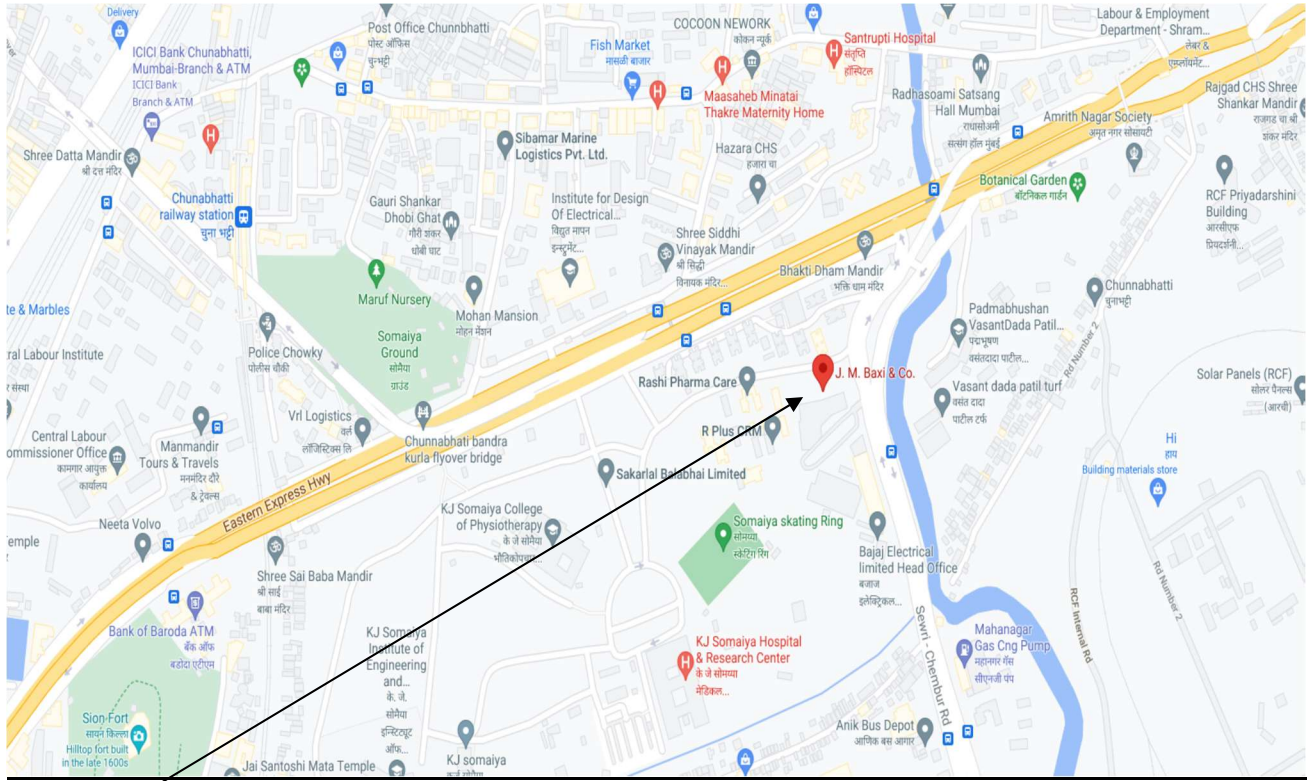 Delivery
ICICI Bank Chunabhatti,
Mumbai-Branch & ATM
ICICI Bank
Branch & ATM
Post Office Chunnbhatti
पोस्ट ऑफिस
चुन्भट्टी
Fish Market
मासळी बाजार
COCOON NEWORK
कोकन न्यूर्क
Maasaheb Minatai
Thakre Maternity Home
Santrupti Hospital
संतृप्ति
हॉस्पिटल
Labour & Employment
Department - Shram...
लेबर &
एम्प्लॉयमेंट...
Radhasoami Satsang
Hall Mumbai
राधासोअमी
सत्संग हॉल मुंबई
Amrith Nagar Society
अमृत नगर सोसायटी
Rajgad CHS Shree
Shankar Mandir
राजगड चा श्री
शंकर मंदिर
Shree Datta Mandir
श्री दत्त मंदिर
Sibamar Marine
Logistics Pvt. Ltd.
Hazara CHS
हजारा चा
Botanical Garden
बॉटनिकल गार्डन
RCF Priyadarshini
Building
आरसीएफ
प्रियदर्शनी...
Chunabhatti
railway station
चुना भट्टी
Gauri Shankar
Dhobi Ghat
गौरी शंकर
धोबी घाट
Institute for Design
Of Electrical...
विद्युत मापन
इन्स्ट्रुमेंट...
Shree Siddhi
Vinayak Mandir
श्री सिद्धी
विनायक मंदिर...
Bhakti Dham Mandir
भक्ति धाम मंदिर
Chunnabhatti
चुनाभट्टी
Maruf Nursery
Mohan Mansion
मोहन मेंशन
Padmabhushan
VasantDada Patil...
पद्मभूषण
वसंतदादा पाटील...
te & Marbles
Somaiya
Ground
सोमैया
ग्राउंड
Police Chowky
पोलीस चौकी
Rd Number 2
ral Labour Institute
र संस्था
Rashi Pharma Care
J. M. Baxi & Co.
Vasant dada patil turf
वसंत दादा
पाटील टर्फ
Solar Panels (RCF)
सोलर पॅनल्स
(आरची)
Vrl Logistics
वर्ल
लॉजिस्टिक्स लि
Chunnabhati bandra
kurla flyover bridge
R Plus CRM
Central Labour
ommissioner Office
कामगार आयुक्त
कार्यालय
Manmandir
Tours & Travels
मनमंदिर दौरे
& ट्रेवल्स
Hi
हाय
Building materials store
Sakarlal Balabhai Limited
Eastern Express Hwy
KJ Somaiya College
of Physiotherapy
के जे सोमैया
भौतिकोपचार...
Somaiya skating Ring
सोमय्या
स्केटिंग रिंग
Neeta Volvo
emple
Bajaj Electrical
limited Head Office
बजाज
इलेक्ट्रिकल...
Shree Sai Baba Mandir
श्री साई
बाबा मंदिर
Rd Number 2
RCF Internal Rd
Bank of Baroda ATM
बँक ऑफ
बडोदा एटीएम
KJ Somaiya
Institute of
Engineering
and...
के. जे.
सोमैया
इन्स्टिट्यूट
ऑफ...
KJ Somaiya Hospital
& Research Center
के जे सोमय्या
मेडिकल...
Sewri - Chembur Rd
Mahanagar
Gas Cng Pump
महानगर गॅस
सीएनजी पंप
Sion-Fort
सायन किल्ला
Hilltop fort built
in the late 1600s
Anik Bus Depot
आणिक बस आगार
Jai Santoshi Mata Temple
KJ somaiya